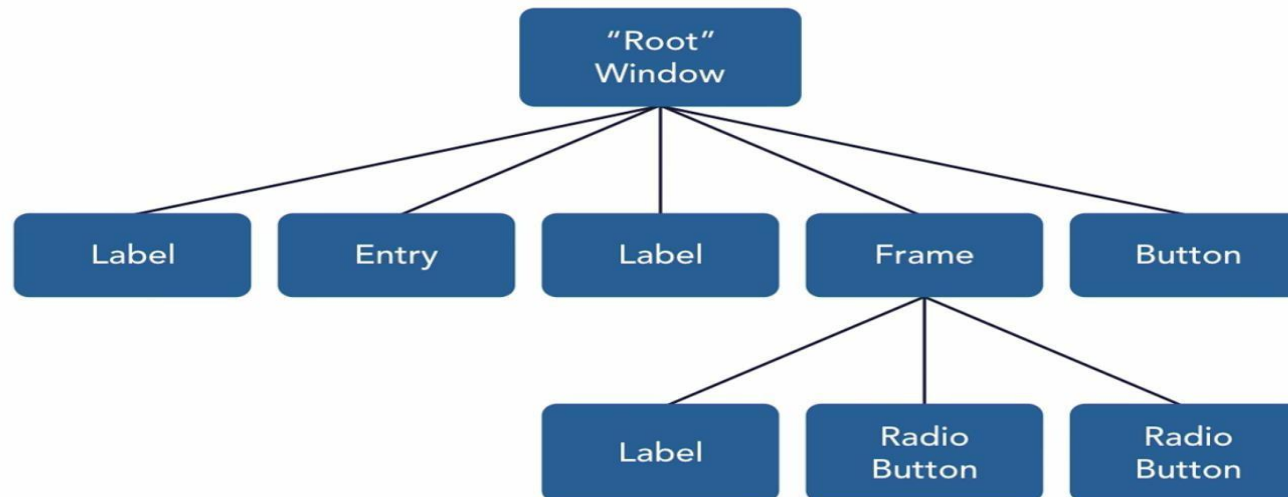 “Root”
Window
Label
Entry
Label
Frame
Button
Label
Radio
Button
Radio
Button